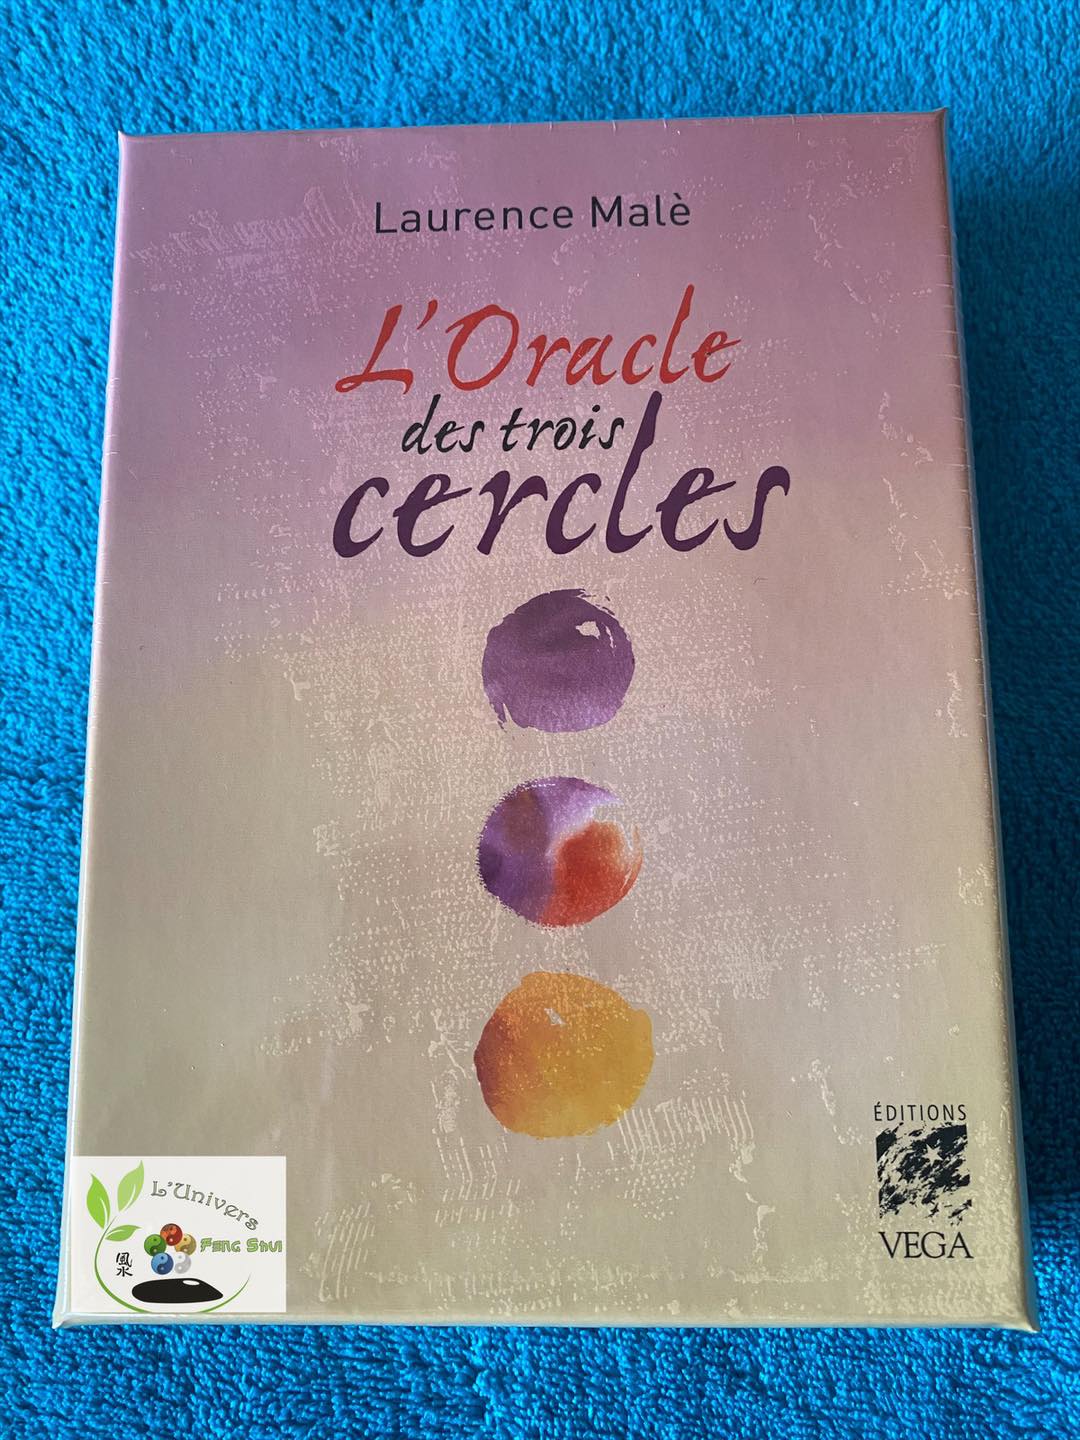 Laurence Malè
L'Oracle
des trois
cercles
ÉDITIONS
VEGA
L'Univers
Feng Shui
風水